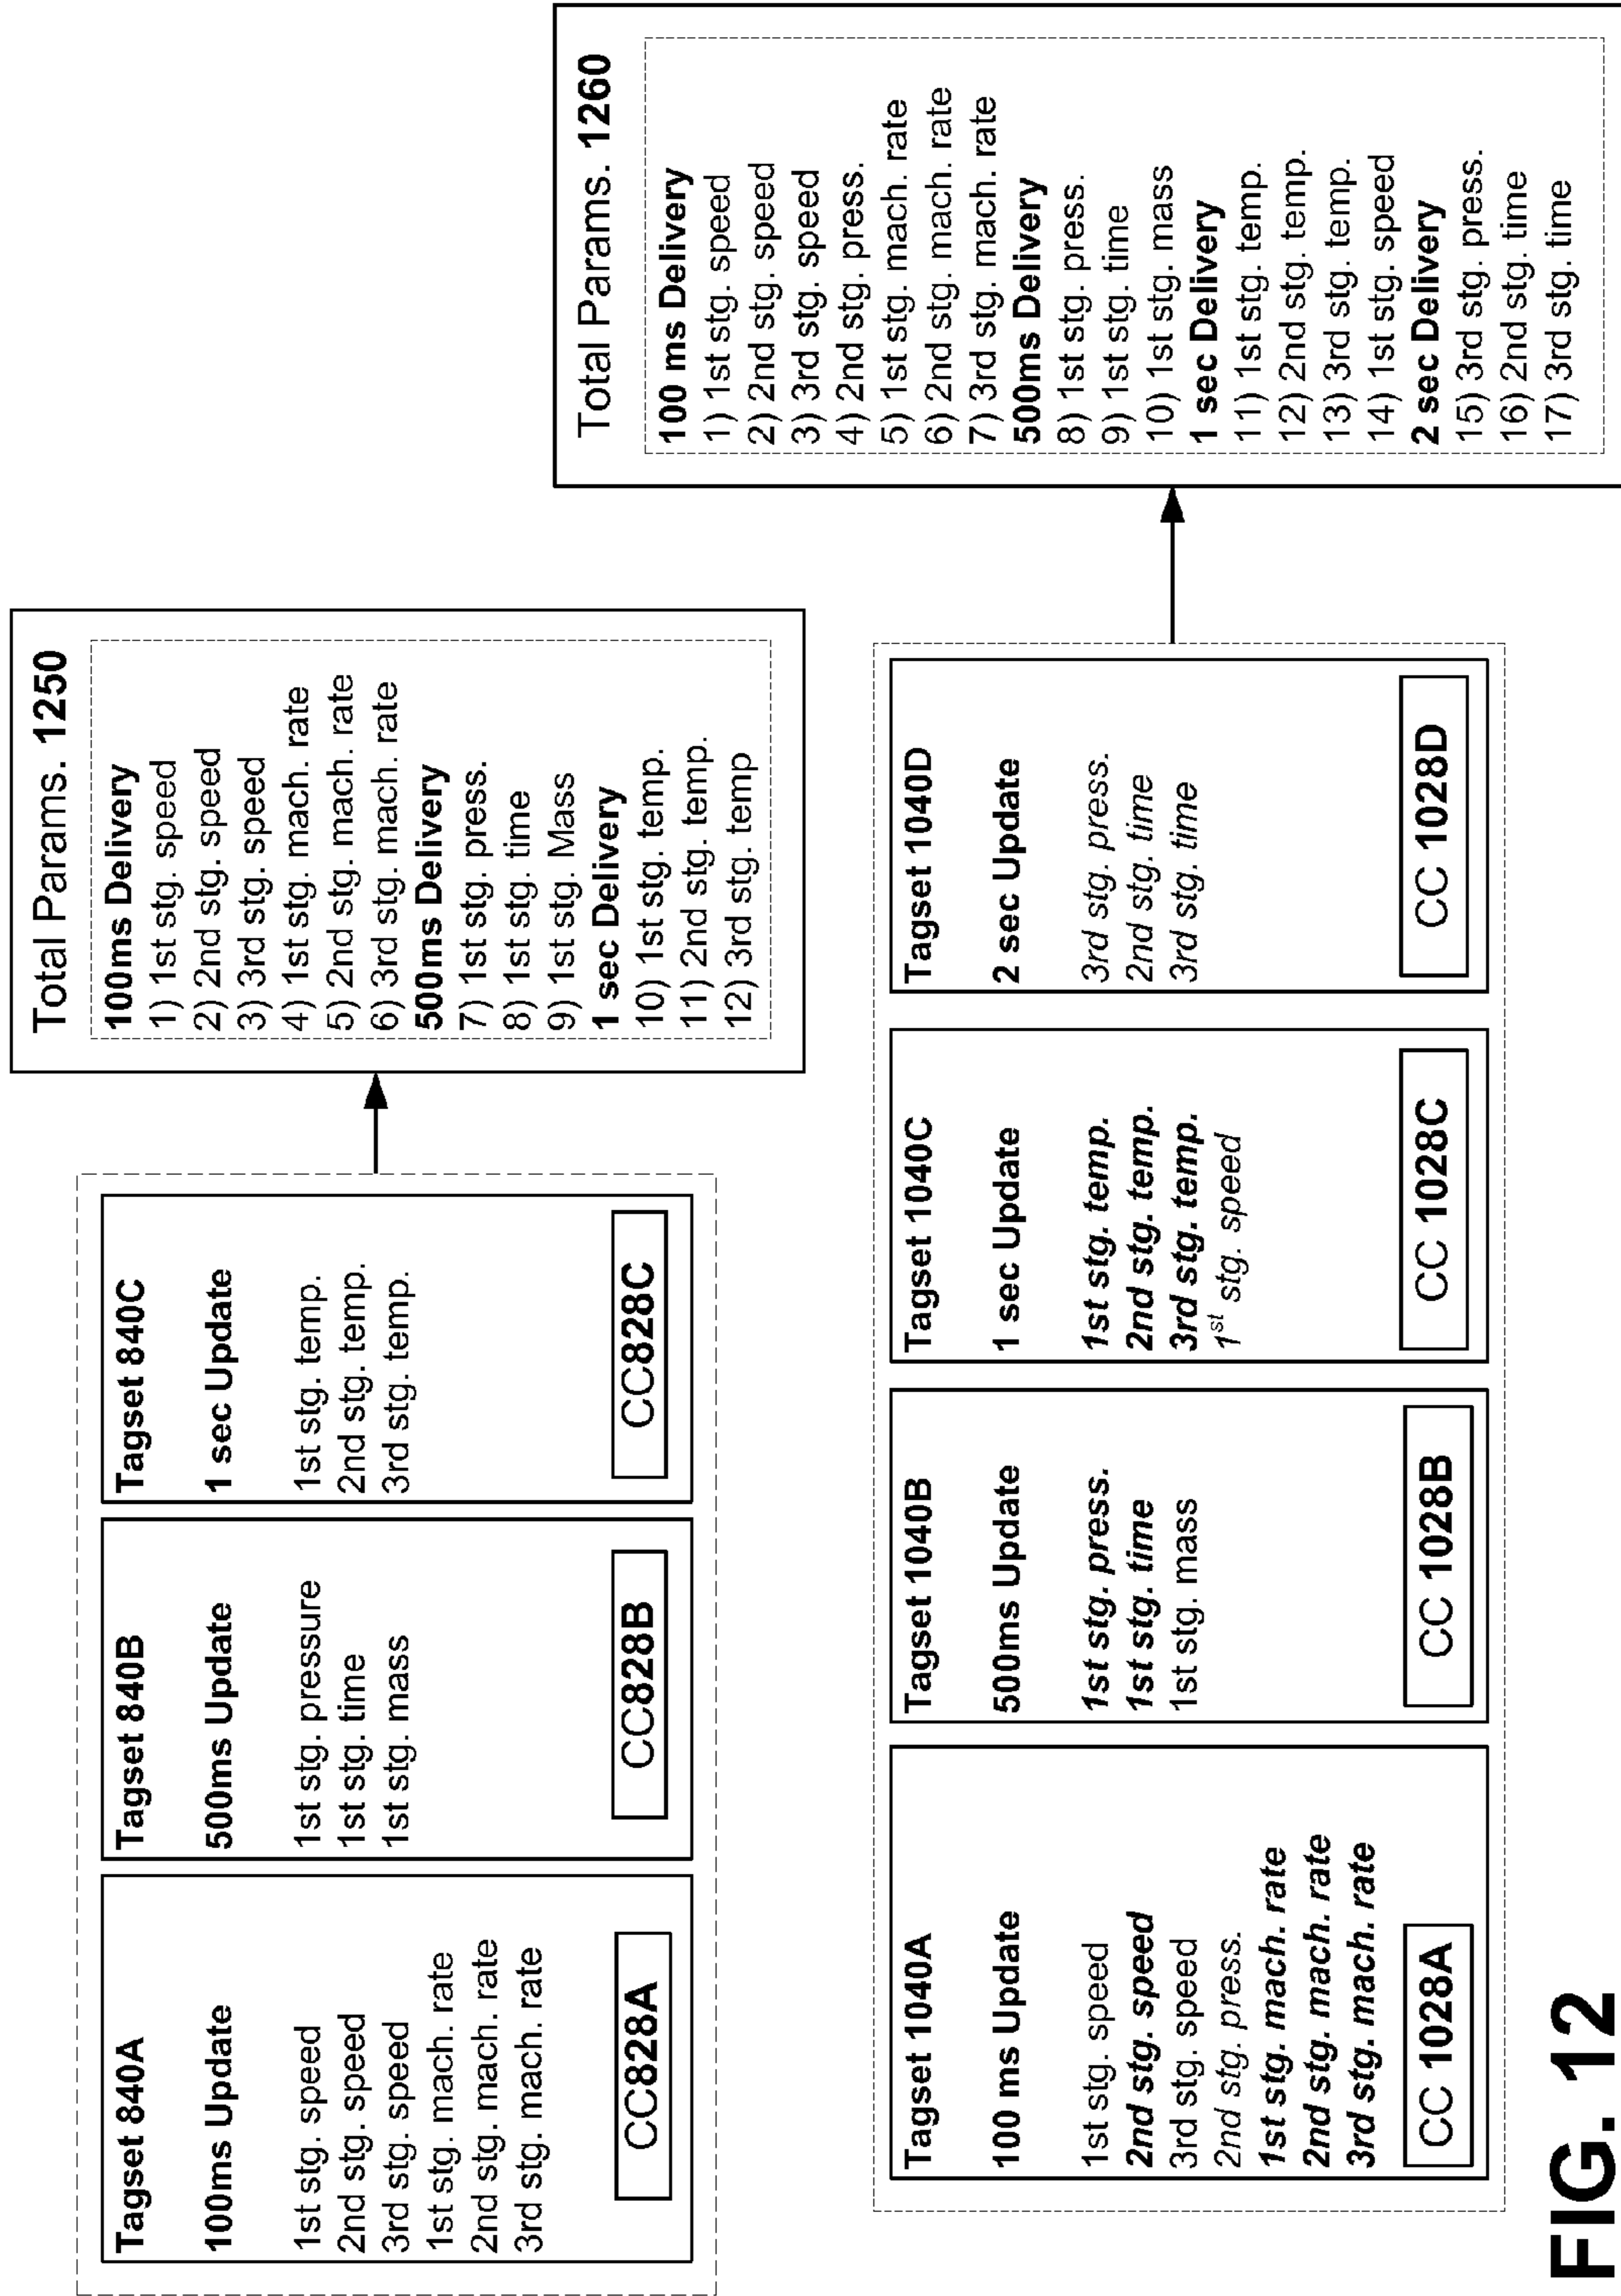 Tagset 840A
100ms Update
1st stg. speed
2nd stg. speed
3rd stg. speed
1st stg. mach. rate
2nd stg. mach. rate
3rd stg. mach. rate
CC828A
Tagset 840B
500ms Update
1st stg. pressure
1st stg. time
1st stg. mass
CC828B
Tagset 840C
1 sec Update
1st stg. temp.
2nd stg. temp.
3rd stg. temp.
CC828C
Total Params. 1250
100ms Delivery
1) 1st stg. speed
2) 2nd stg. speed
3) 3rd stg. speed
4) 1st stg. mach. rate
5) 2nd stg. mach. rate
6) 3rd stg. mach. rate
500ms Delivery
7) 1st stg. press.
8) 1st stg. time
9) 1st stg. Mass
1 sec Delivery
10) 1st stg. temp.
11) 2nd stg. temp.
12) 3rd stg. temp
Tagset 1040A
100 ms Update
1st stg. speed
2nd stg. speed
3rd stg. speed
2nd stg. press.
1st stg. mach. rate
2nd stg. mach. rate
3rd stg. mach. rate
CC 1028A
Tagset 1040B
500ms Update
1st stg. press.
1st stg. time
1st stg. mass
CC 1028B
Tagset 1040C
1 sec Update
1st stg. temp.
2nd stg. temp.
3rd stg. temp.
1st stg. speed
CC 1028C
Tagset 1040D
2 sec Update
3rd stg. press.
2nd stg. time
3rd stg. time
CC 1028D
Total Params. 1260
100 ms Delivery
1) 1st stg. speed
2) 2nd stg. speed
3) 3rd stg. speed
4) 2nd stg. press.
5) 1st stg. mach. rate
6) 2nd stg. mach. rate
7) 3rd stg. mach. rate
500ms Delivery
8) 1st stg. press.
9) 1st stg. time
10) 1st stg. mass
1 sec Delivery
11) 1st stg. temp.
12) 2nd stg. temp.
13) 3rd stg. temp.
14) 1st stg. speed
2 sec Delivery
15) 3rd stg. press.
16) 2nd stg. time
17) 3rd stg. time
FIG. 12